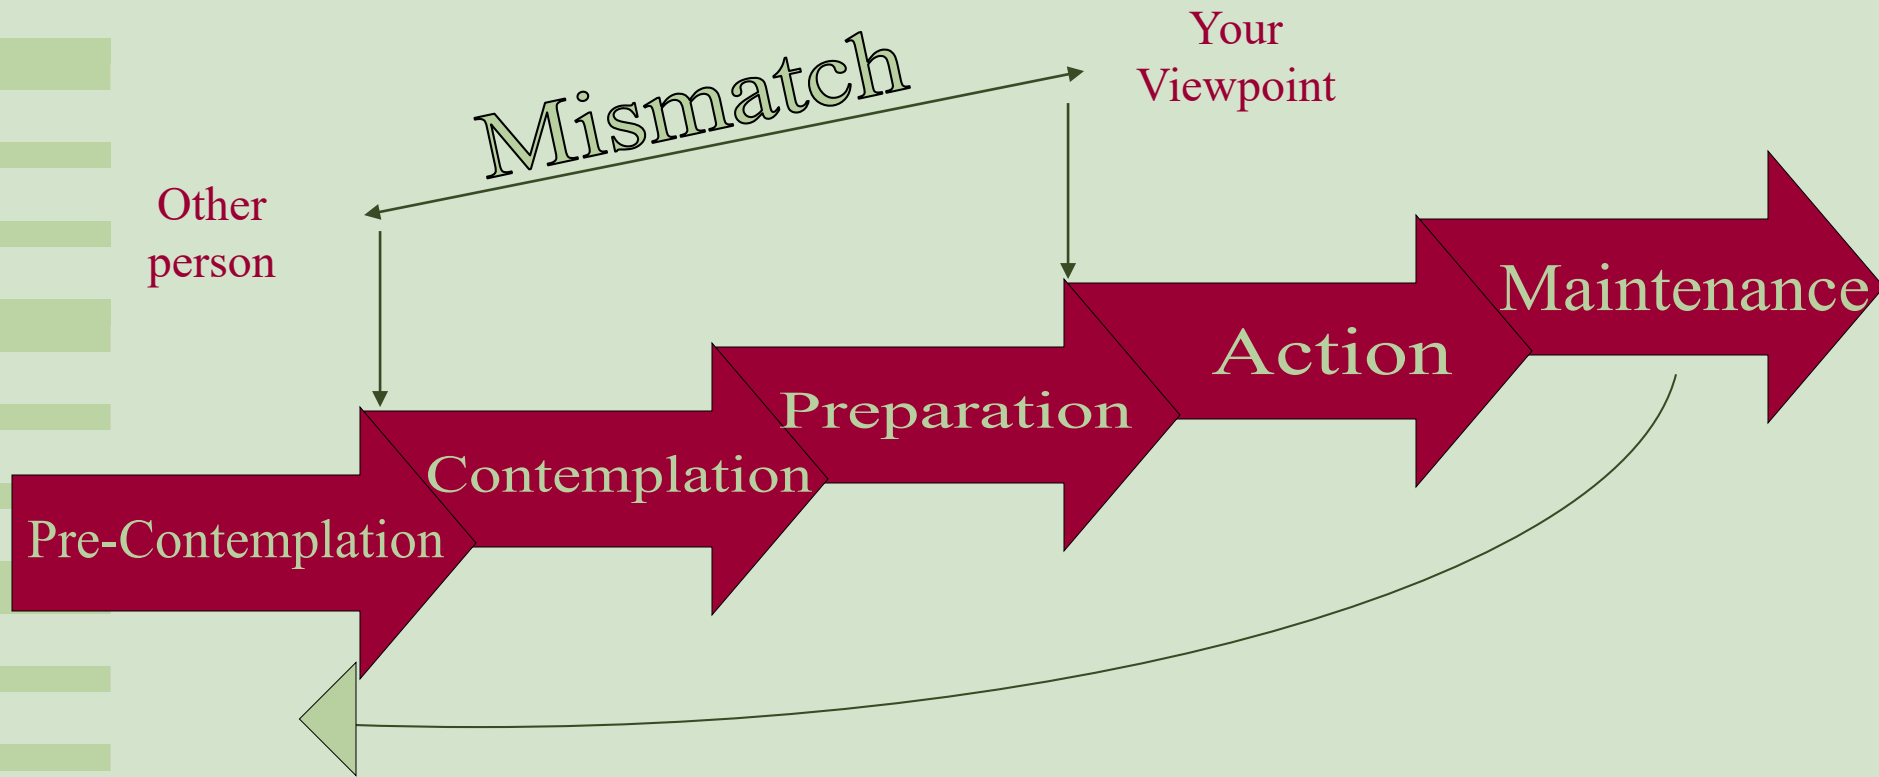 Your
Viewpoint
Mismatch
Other
person
Maintenance
Action
Preparation
Contemplation
Pre-Contemplation